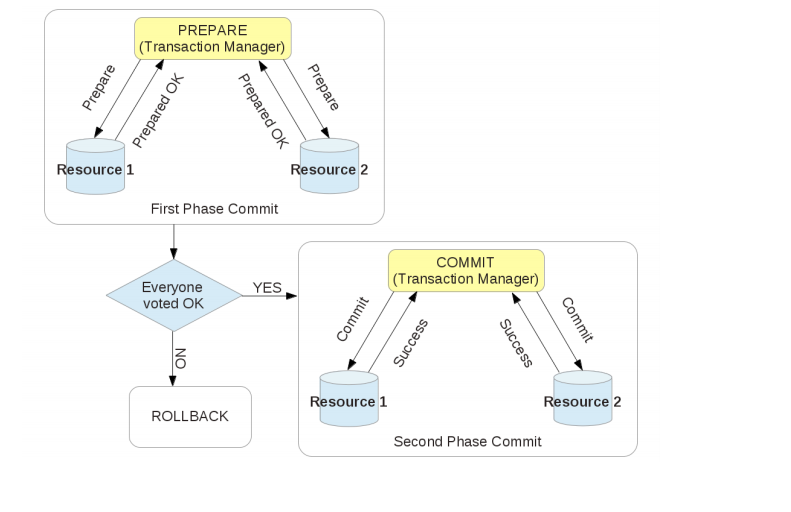 PREPARE
(Transaction Manager)
Prepare
Prepared OK
Prepared OK
Prepare
Resource 1
Resource 2
First Phase Commit
Everyone
voted OK
YES
NO
ROLLBACK
COMMIT
(Transaction Manager)
Commit
Success
Success
Commit
Resource 1
Resource 2
Second Phase Commit